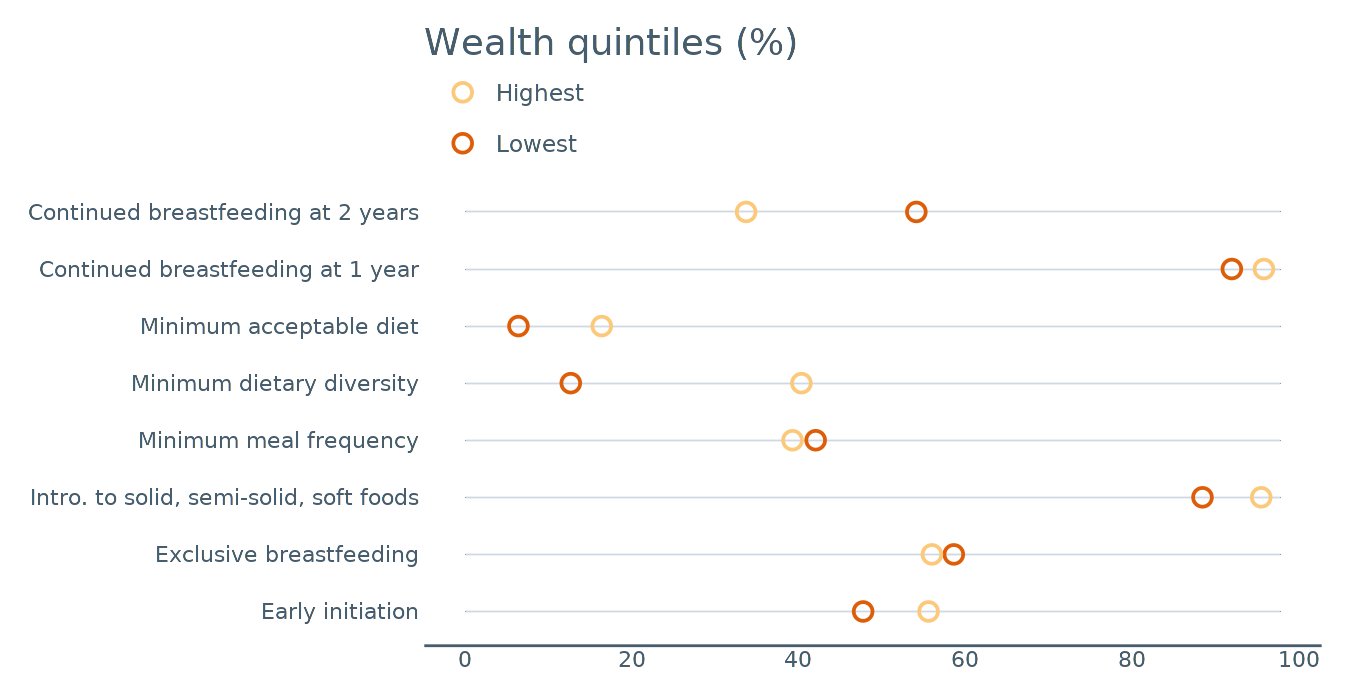 Wealth quintiles (%)
Highest
Lowest
Continued breastfeeding at 2 years
Continued breastfeeding at 1 year
Minimum acceptable diet
Minimum dietary diversity
Minimum meal frequency
Intro. to solid, semi-solid, soft foods
Exclusive breastfeeding
Early initiation
0 20 40 60 80 100